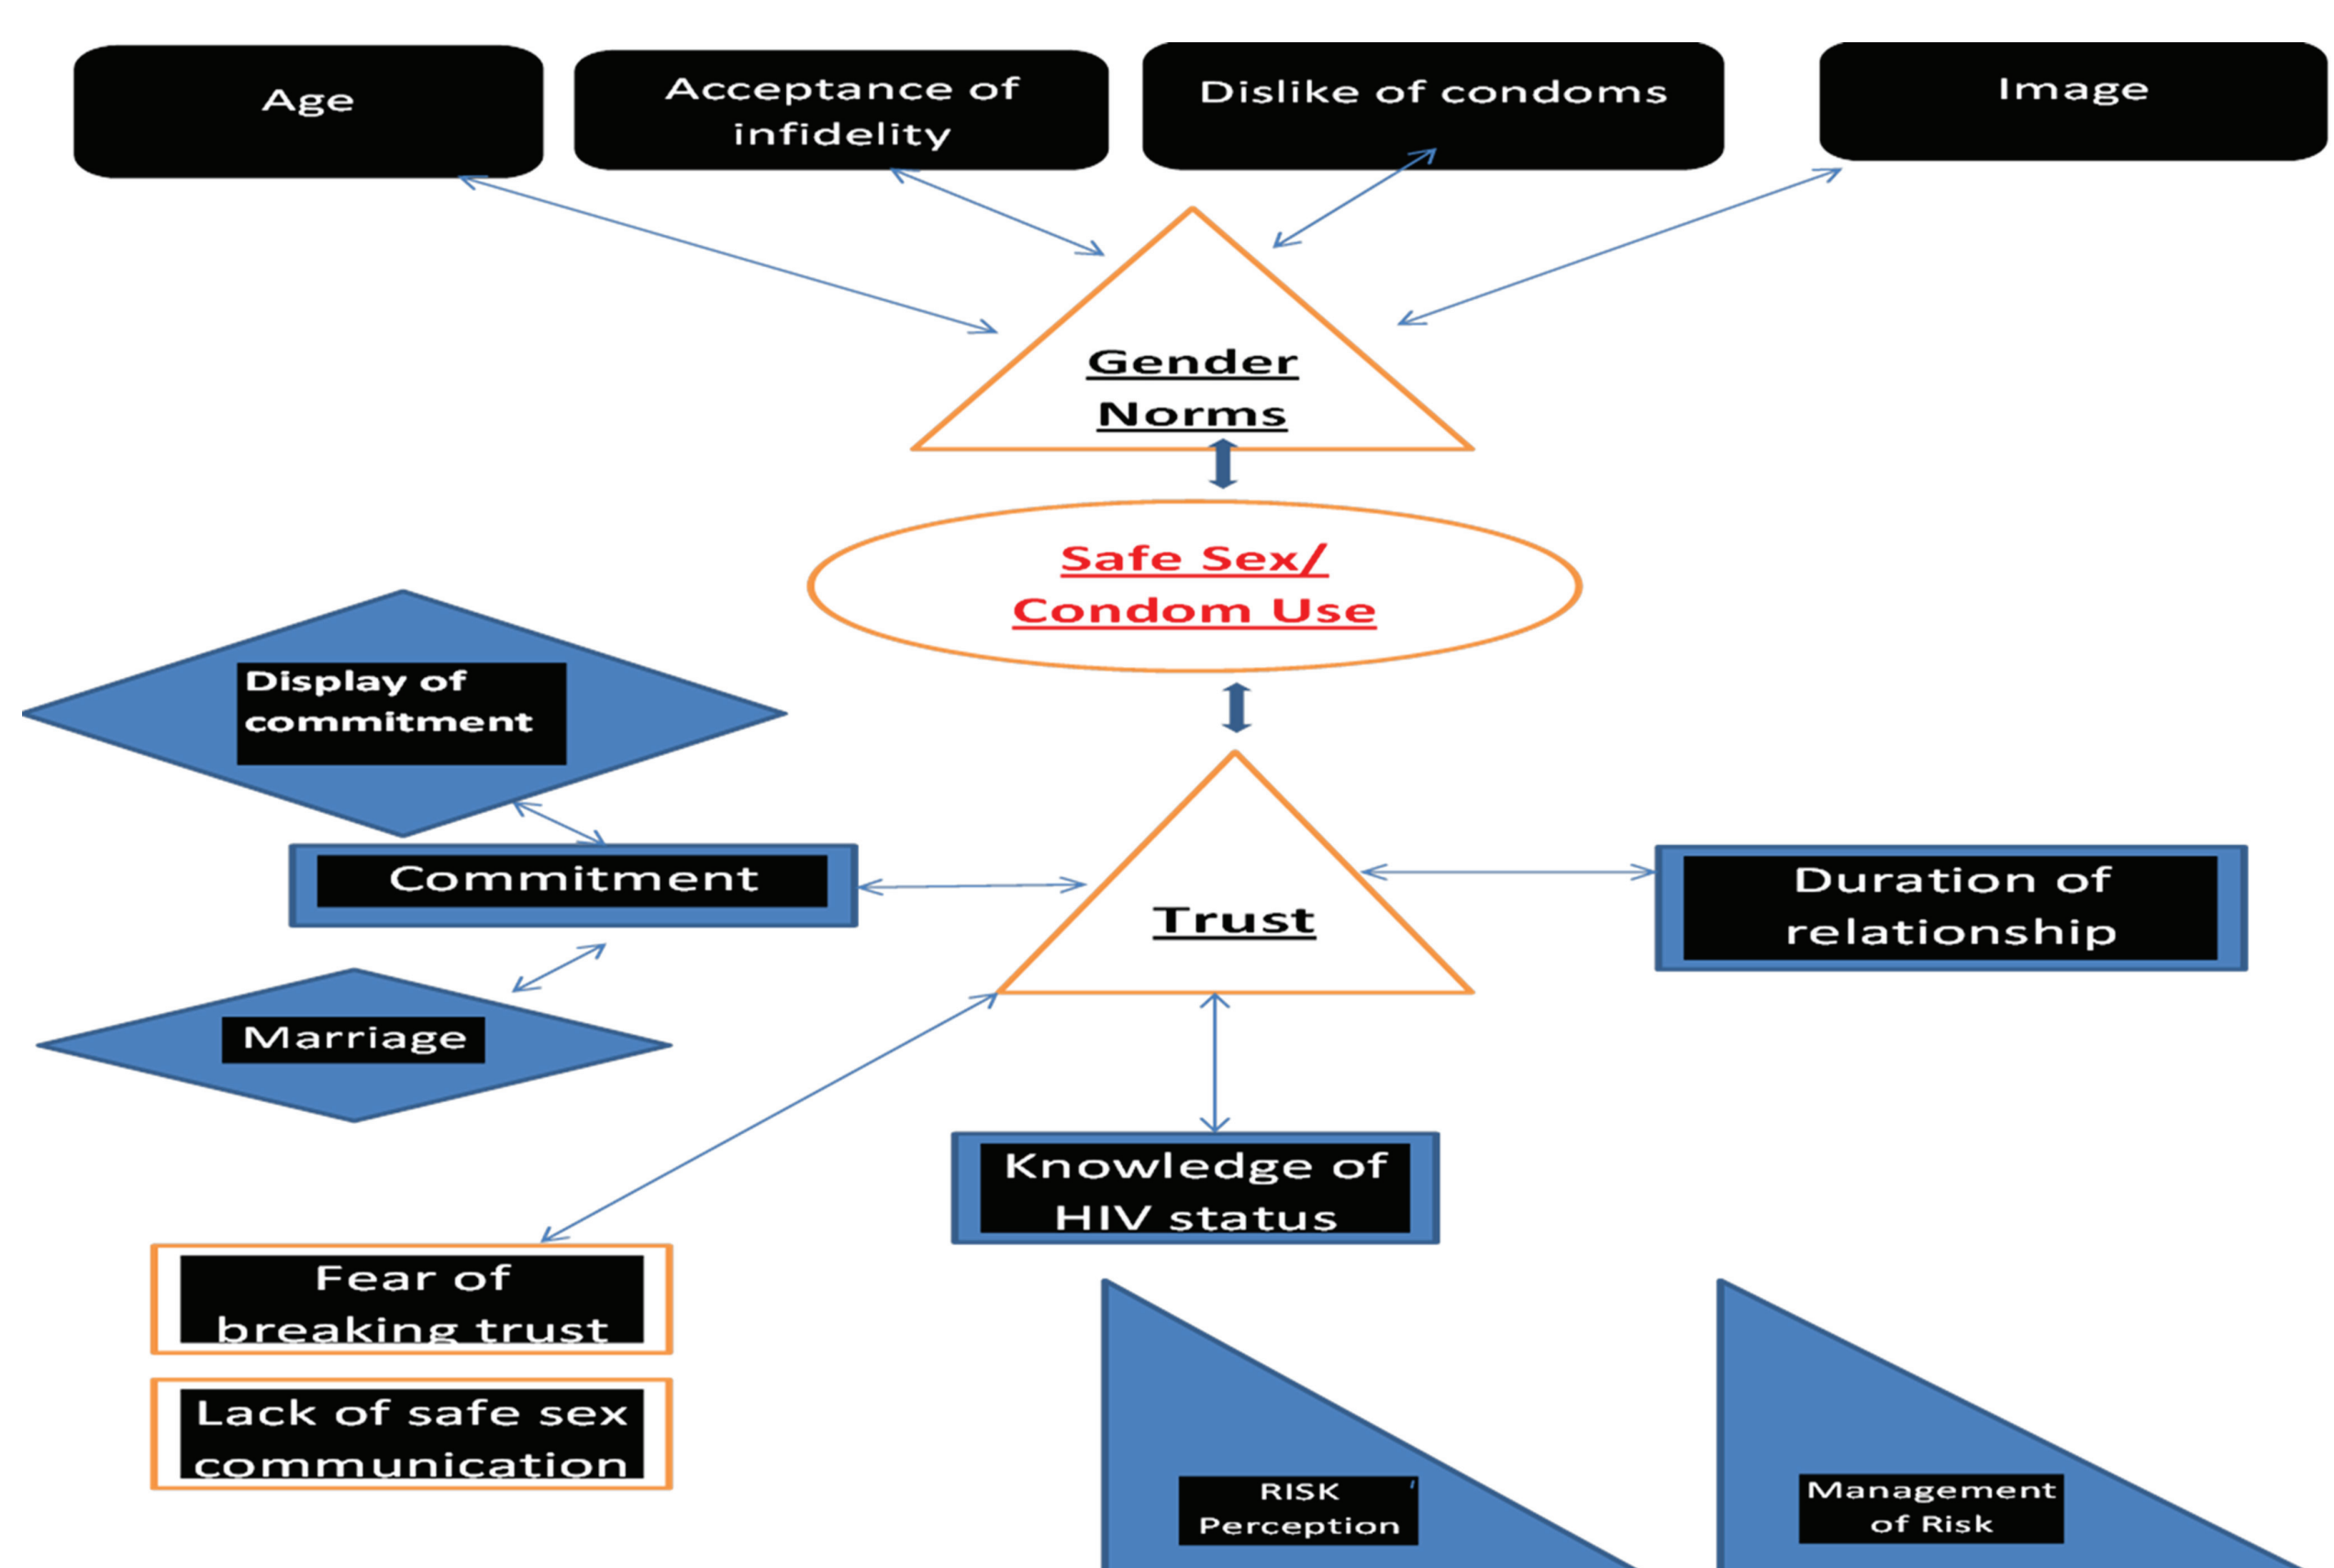 Age
Acceptance of
infidelity
Dislike of condoms
Image
Gender
Norms
Safe Sex/
Condom Use
Display of
commitment
Commitment
Trust
Duration of
relationship
Marriage
Knowledge of
HIV status
Fear of
breaking trust
Lack of safe sex
communication
RISK
Perception
Management
of Risk